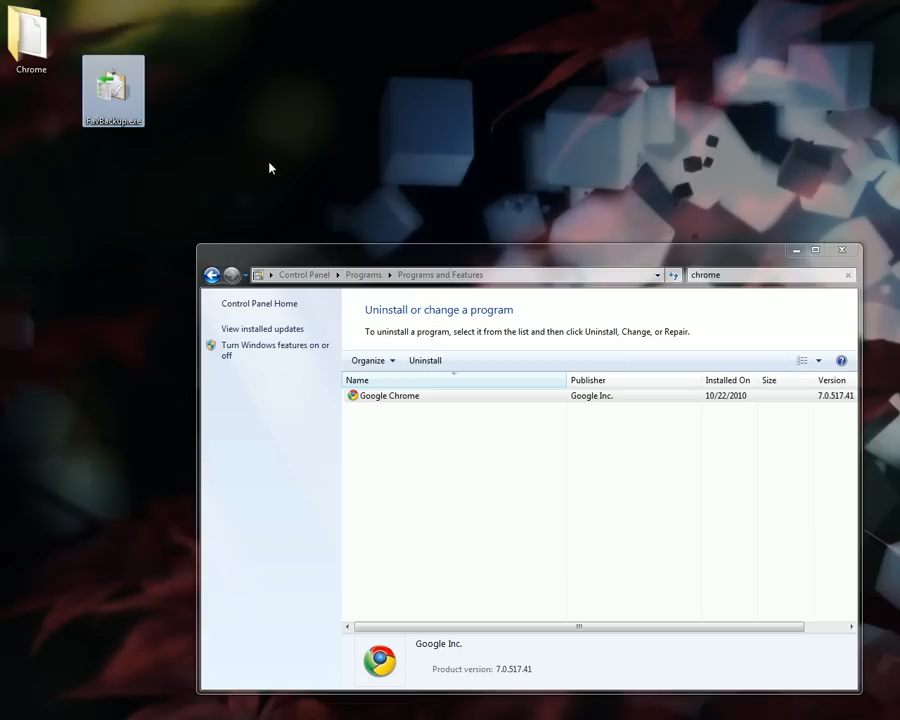 Chrome
FavBackup.exe
Control Panel Programs Programs and Features
chrome
Control Panel Home
View installed updates
Turn Windows features on or
off
Uninstall or change a program
To uninstall a program, select it from the list and then click Uninstall, Change, or Repair.
Organize Uninstall
Name Publisher Installed On Size Version
Google Chrome Google Inc. 10/22/2010 7.0.517.41
Google Inc.
Product version: 7.0.517.41